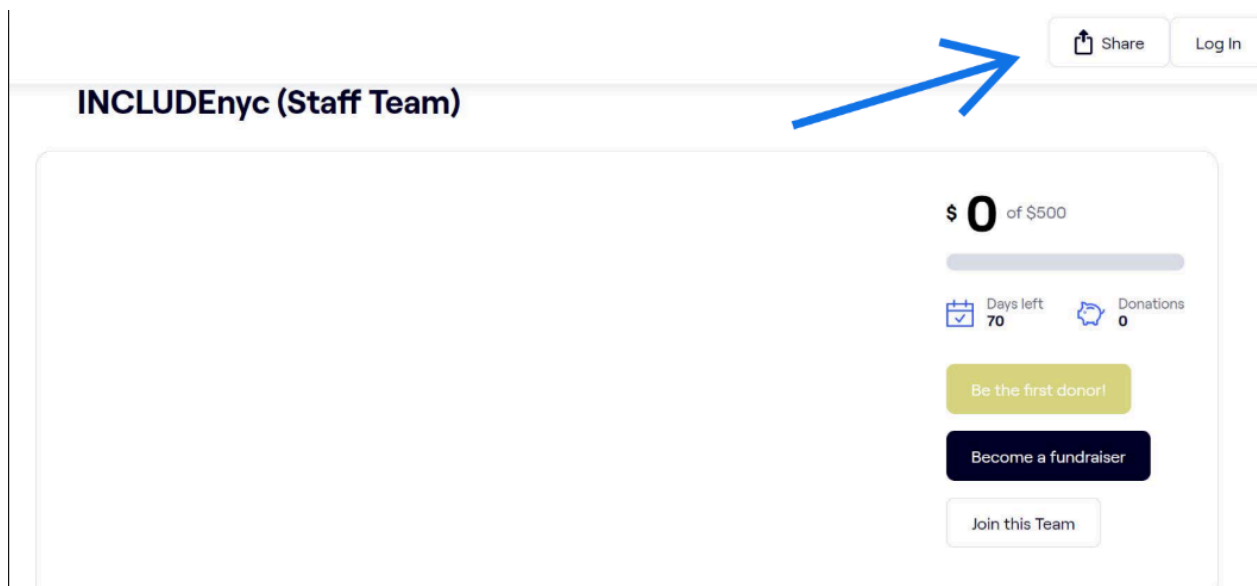 Share
Log In
INCLUDEnyc (Staff Team)
$ 0 of $500
Days left
70
Donations
0
Be the first donor!
Become a fundraiser
Join this Team